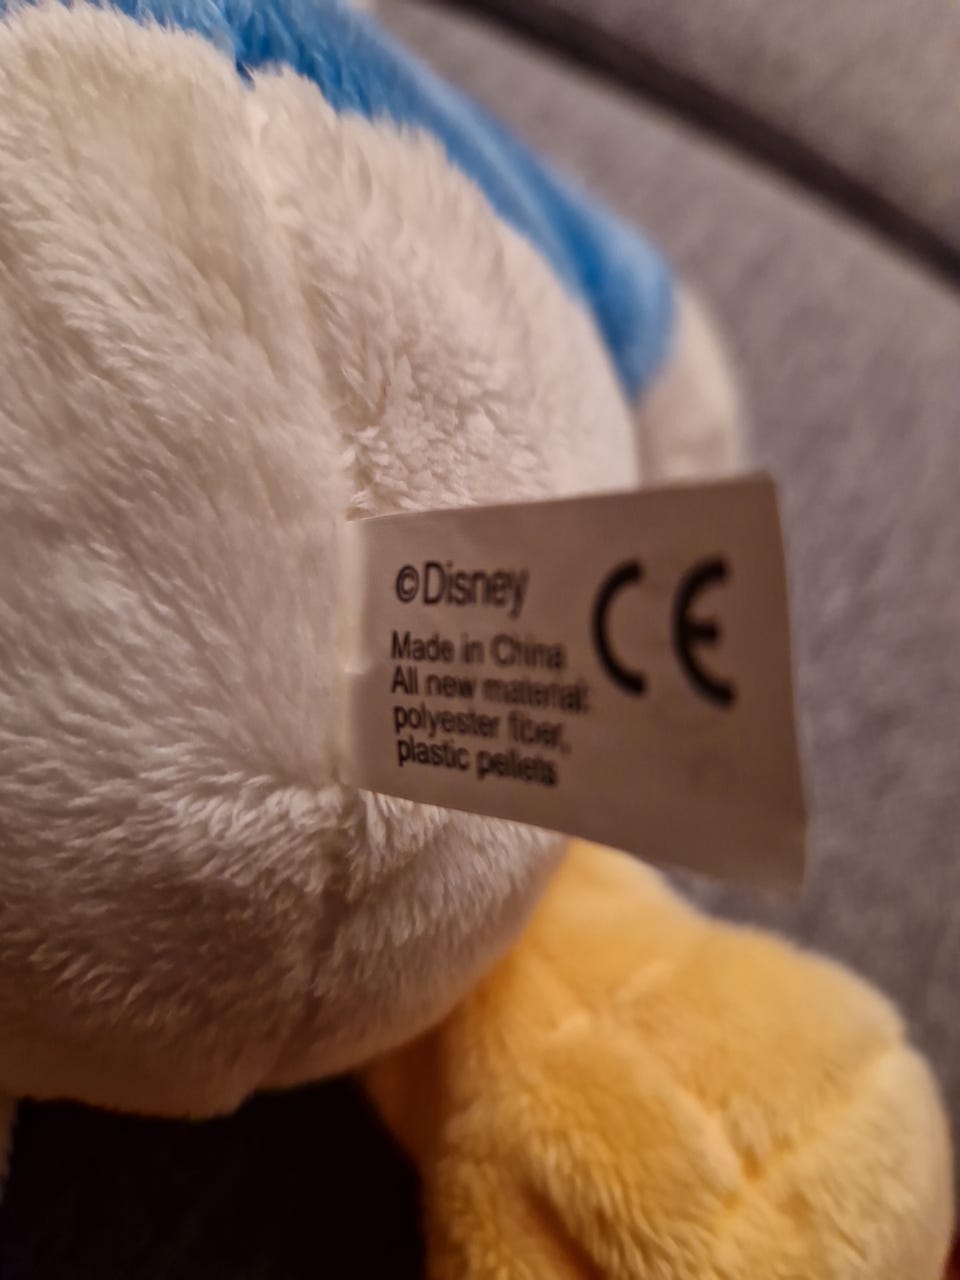 ©Disney
CE
Made in China
All new material:
polyester fiber,
plastic pellets